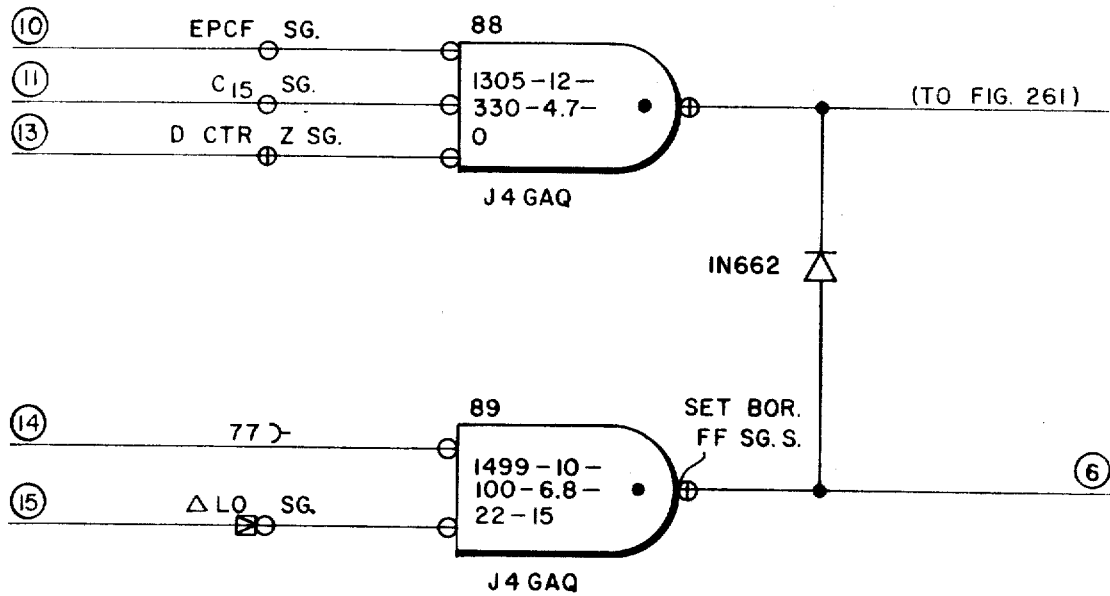 10
EPCF SG.
11
C15 SG.
13
D CTR Z SG.
88
1305-12-
330-4.7-
0
J4 GAQ
(TO FIG. 261)
IN662
14
77
15
△ LO SG.
89
1499-10-
100-6.8-
22-15
J4 GAQ
SET BOR.
FF SG. S.
6